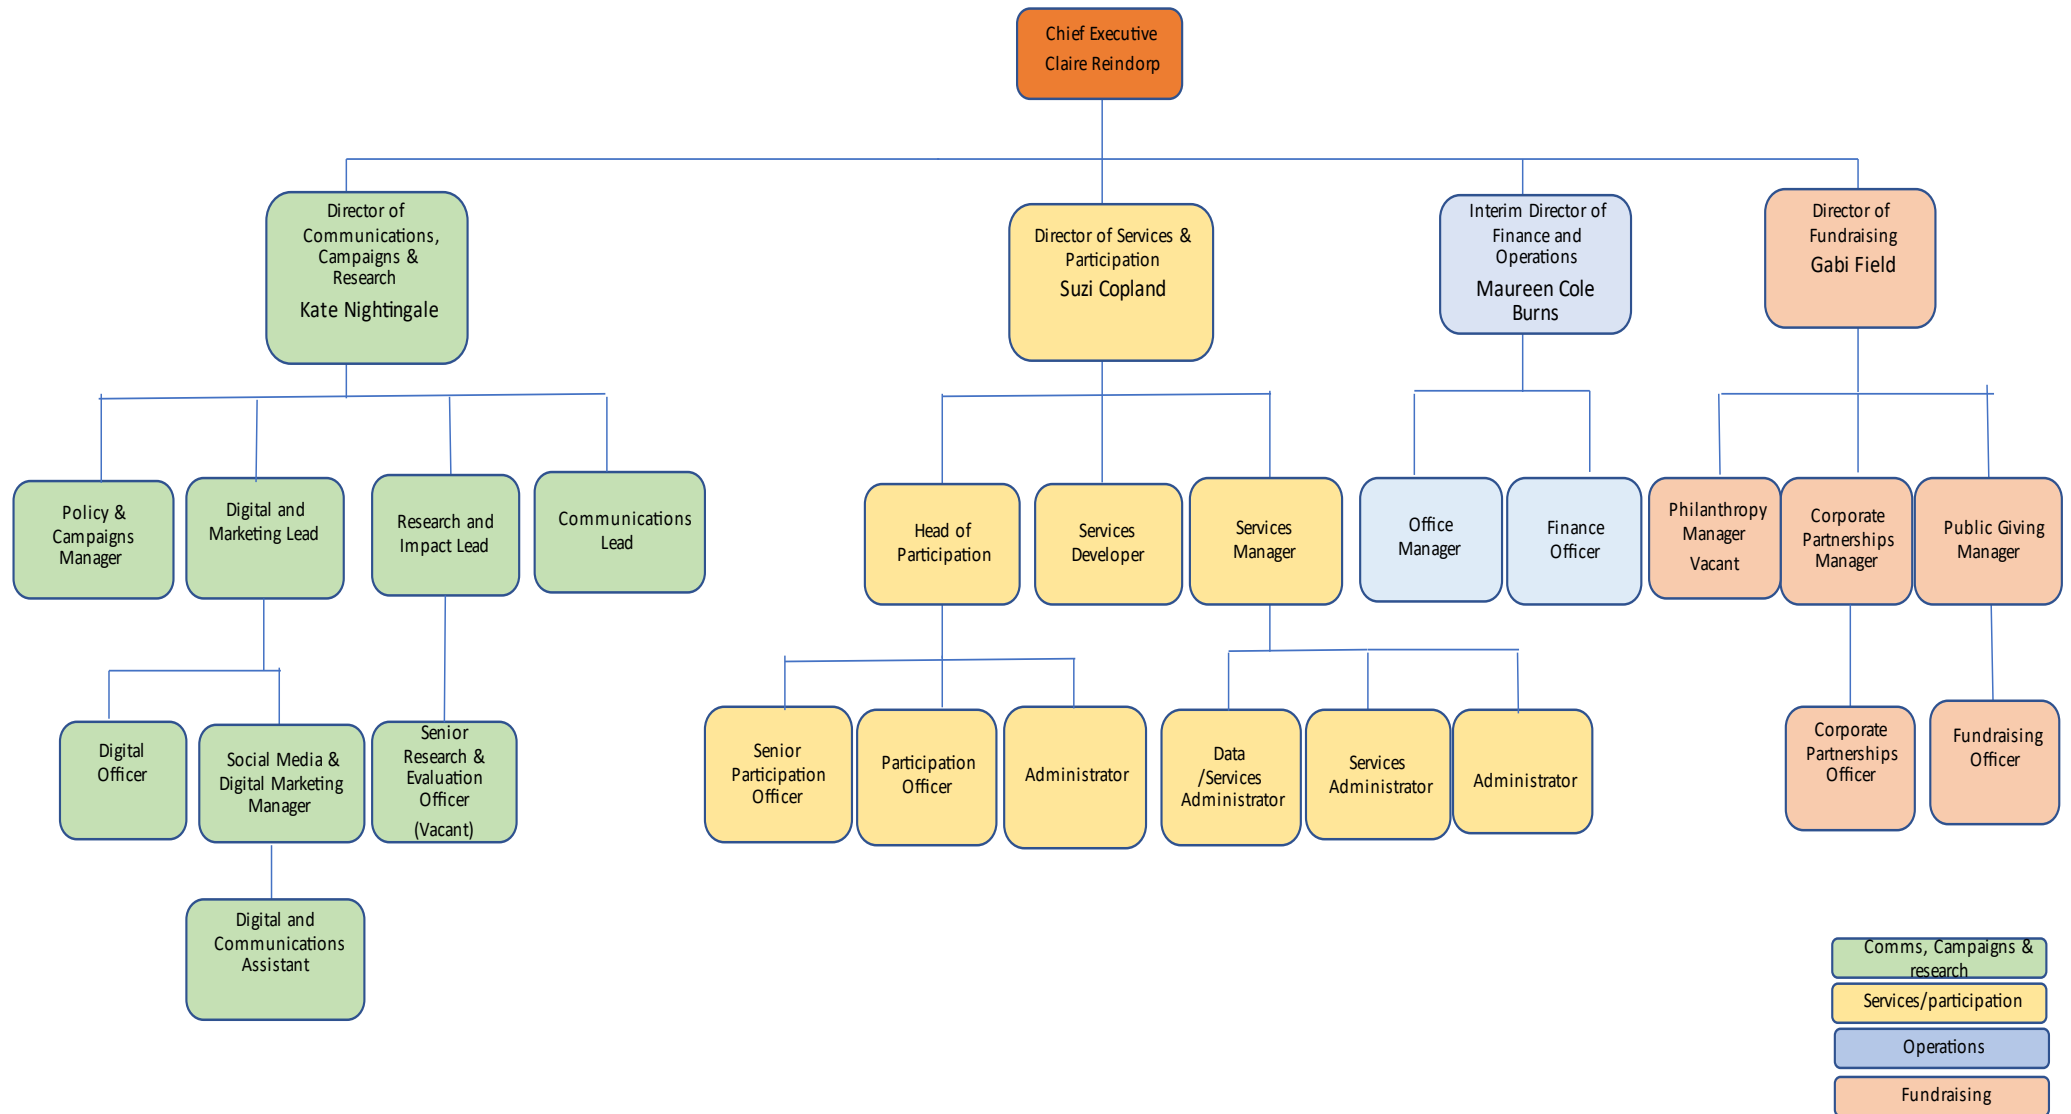 Chief Executive
Claire Reindorp
Director of
Communications,
Campaigns &
Research
Kate Nightingale
Director of Services &
Participation
Suzi Copland
Interim Director of
Finance and
Operations
Maureen Cole
Burns
Director of
Fundraising
Gabi Field
Policy &
Campaigns
Manager
Digital and
Marketing Lead
Research and
Impact Lead
Communications
Lead
Head of
Participation
Services
Developer
Services
Manager
Office
Manager
Finance
Officer
Philanthropy
Manager
Vacant
Corporate
Partnerships
Manager
Public Giving
Manager
Digital
Officer
Social Media &
Digital Marketing
Manager
Senior
Research &
Evaluation
Officer
(Vacant)
Senior
Participation
Officer
Participation
Officer
Administrator
Data
/Services
Administrator
Services
Administrator
Administrator
Corporate
Partnerships
Officer
Fundraising
Officer
Digital and
Communications
Assistant
Comms, Campaigns &
research
Services/participation
Operations
Fundraising